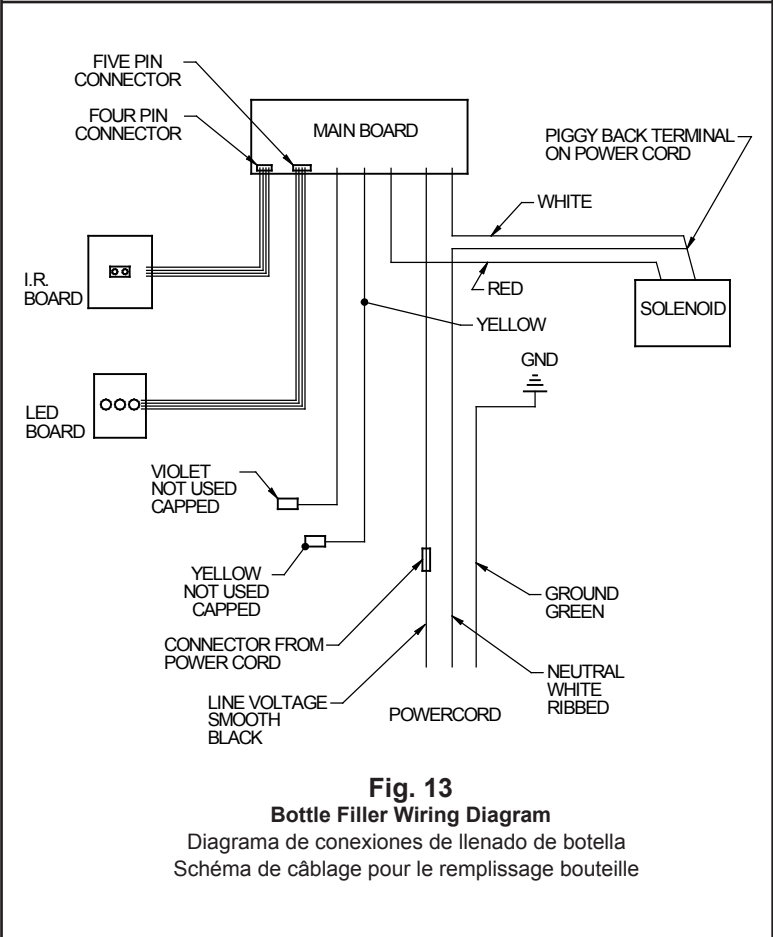 FIVE PIN
CONNECTOR
FOUR PIN
CONNECTOR
MAIN BOARD
PIGGY BACK TERMINAL
ON POWER CORD
WHITE
I.R.
BOARD
RED
SOLENOID
YELLOW
GND
LED
BOARD
VIOLET
NOT USED
CAPPED
YELLOW
NOT USED
CAPPED
GROUND
GREEN
CONNECTOR FROM
POWER CORD
NEUTRAL
WHITE
RIBBED
LINE VOLTAGE
SMOOTH
BLACK
POWERCORD
Fig. 13
Bottle Filler Wiring Diagram
Diagrama de conexiones de llenado de botella
Schéma de câblage pour le remplissage bouteille